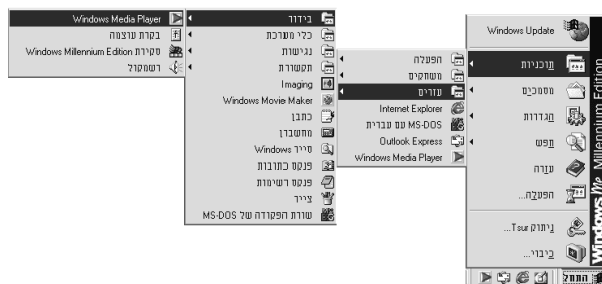 Windows Update
תוכניות
מסמכים
הגדרות
חפש
עזרה
הפעלה...
ניתוק Tsur...
כיבוי...
התחל
Windows Me Millennium Edition
הפעלה
משחקים
עזרים
Internet Explorer
MS-DOS עם עברית
Outlook Express
Windows Media Player
בידור
כלי מערכת
נגישות
תקשורת
Imaging
Windows Movie Maker
כתבן
מחשבון
סייר Windows
פנקס כתובות
פנקס רשימות
צייר
שורת הפקודה של MS-DOS
Windows Media Player
בקרת עוצמה
סקירת Windows Millennium Edition
רשמקול